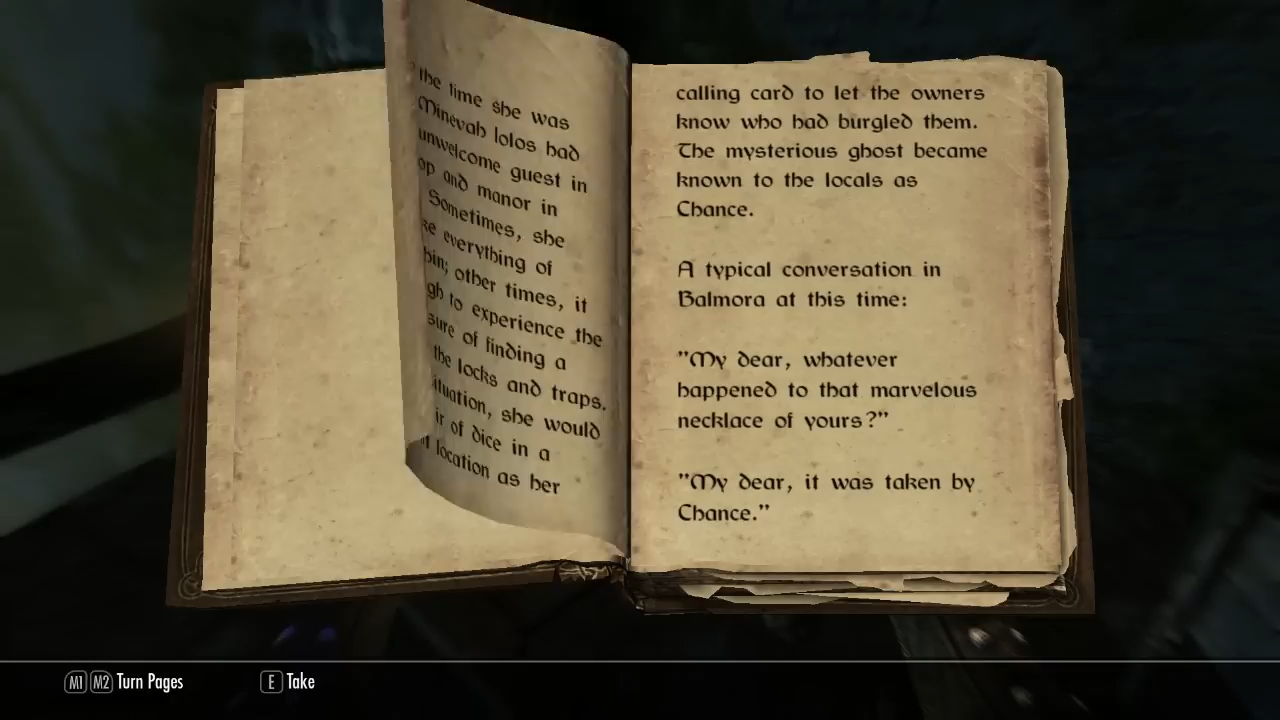 the time she was
Minevah Iolos had
unwelcome guest in
and manor in
Sometimes, she
everything of
other times, it
to experience the
of finding a
the locks and traps.
she would
of dice in a
location as her
calling card to let the owners
know who had burgled them.
The mysterious ghost became
known to the locals as
Chance.
A typical conversation in
Balmora at this time:
"My dear, whatever
happened to that marvelous
necklace of yours?"
"My dear, it was taken by
Chance."
M1 M2 Turn Pages
E Take